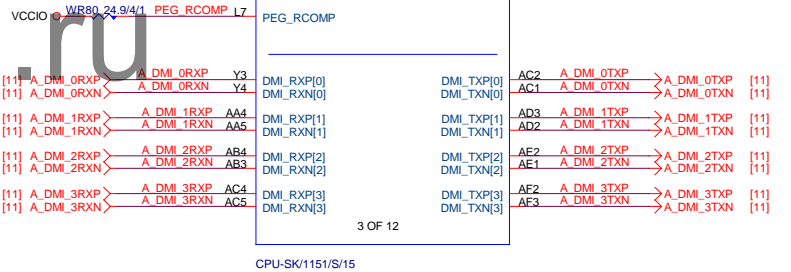 VCCIO WR80 24.9/4/1 PEG_RCOMP L7 PEG_RCOMP
.ru
[11] A_DMI_0RXP A_DMI_0RXP Y3 DMI_RXP[0] DMI_TXP[0] AC2 A_DMI_0TXP A_DMI_0TXP [11]
[11] A_DMI_0RXN A_DMI_0RXN Y4 DMI_RXN[0] DMI_TXN[0] AC1 A_DMI_0TXN A_DMI_0TXN [11]
[11] A_DMI_1RXP A_DMI_1RXP AA4 DMI_RXP[1] DMI_TXP[1] AD3 A_DMI_1TXP A_DMI_1TXP [11]
[11] A_DMI_1RXN A_DMI_1RXN AA5 DMI_RXN[1] DMI_TXN[1] AD2 A_DMI_1TXN A_DMI_1TXN [11]
[11] A_DMI_2RXP A_DMI_2RXP AB4 DMI_RXP[2] DMI_TXP[2] AE2 A_DMI_2TXP A_DMI_2TXP [11]
[11] A_DMI_2RXN A_DMI_2RXN AB3 DMI_RXN[2] DMI_TXN[2] AE1 A_DMI_2TXN A_DMI_2TXN [11]
[11] A_DMI_3RXP A_DMI_3RXP AC4 DMI_RXP[3] DMI_TXP[3] AF2 A_DMI_3TXP A_DMI_3TXP [11]
[11] A_DMI_3RXN A_DMI_3RXN AC5 DMI_RXN[3] DMI_TXN[3] AF3 A_DMI_3TXN A_DMI_3TXN [11]
3 OF 12
CPU-SK/1151/S/15